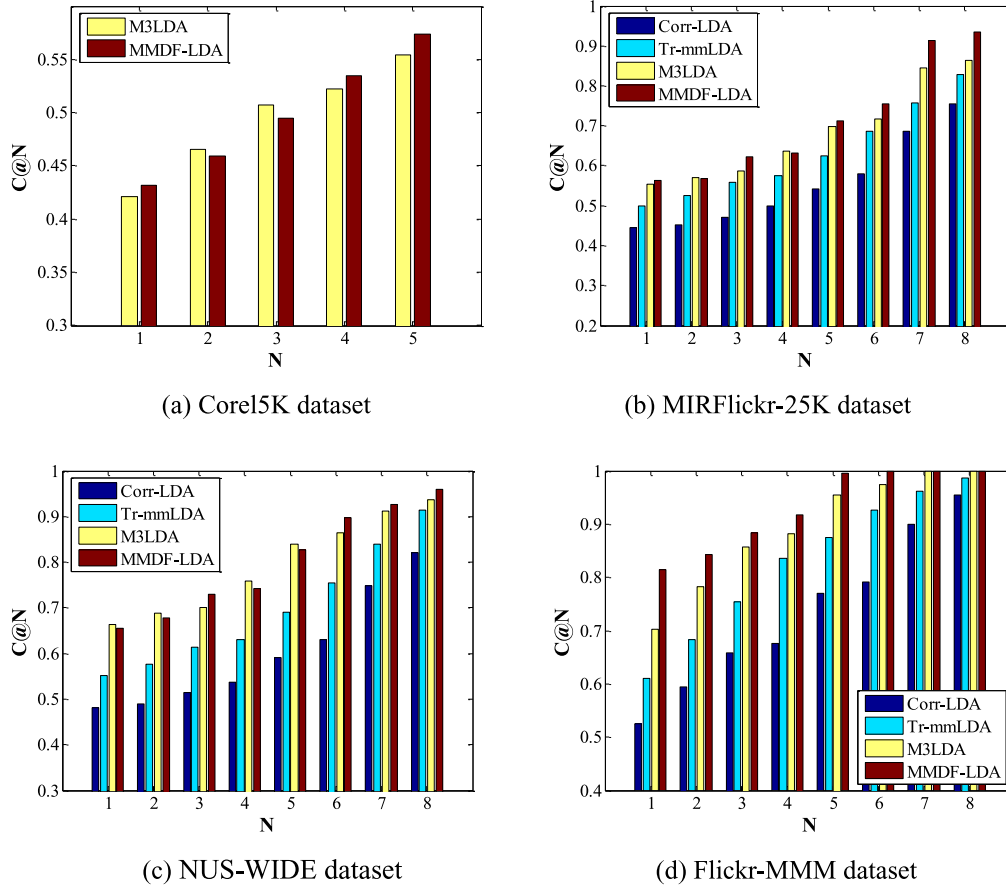 M3LDA
MMDF-LDA
0.55
0.5
0.45
0.4
0.35
0.3
C@N
1 2 3 4 5
N
(a) Corel5K dataset
Corr-LDA
Tr-mmLDA
M3LDA
MMDF-LDA
1
0.9
0.8
0.7
0.6
0.5
0.4
0.3
0.2
C@N
1 2 3 4 5 6 7 8
N
(b) MIRFlickr-25K dataset
Corr-LDA
Tr-mmLDA
M3LDA
MMDF-LDA
1
0.9
0.8
0.7
0.6
0.5
0.4
0.3
C@N
1 2 3 4 5 6 7 8
N
(c) NUS-WIDE dataset
1
0.9
0.8
0.7
0.6
0.5
0.4
C@N
Corr-LDA
Tr-mmLDA
M3LDA
MMDF-LDA
1 2 3 4 5 6 7 8
N
(d) Flickr-MMM dataset